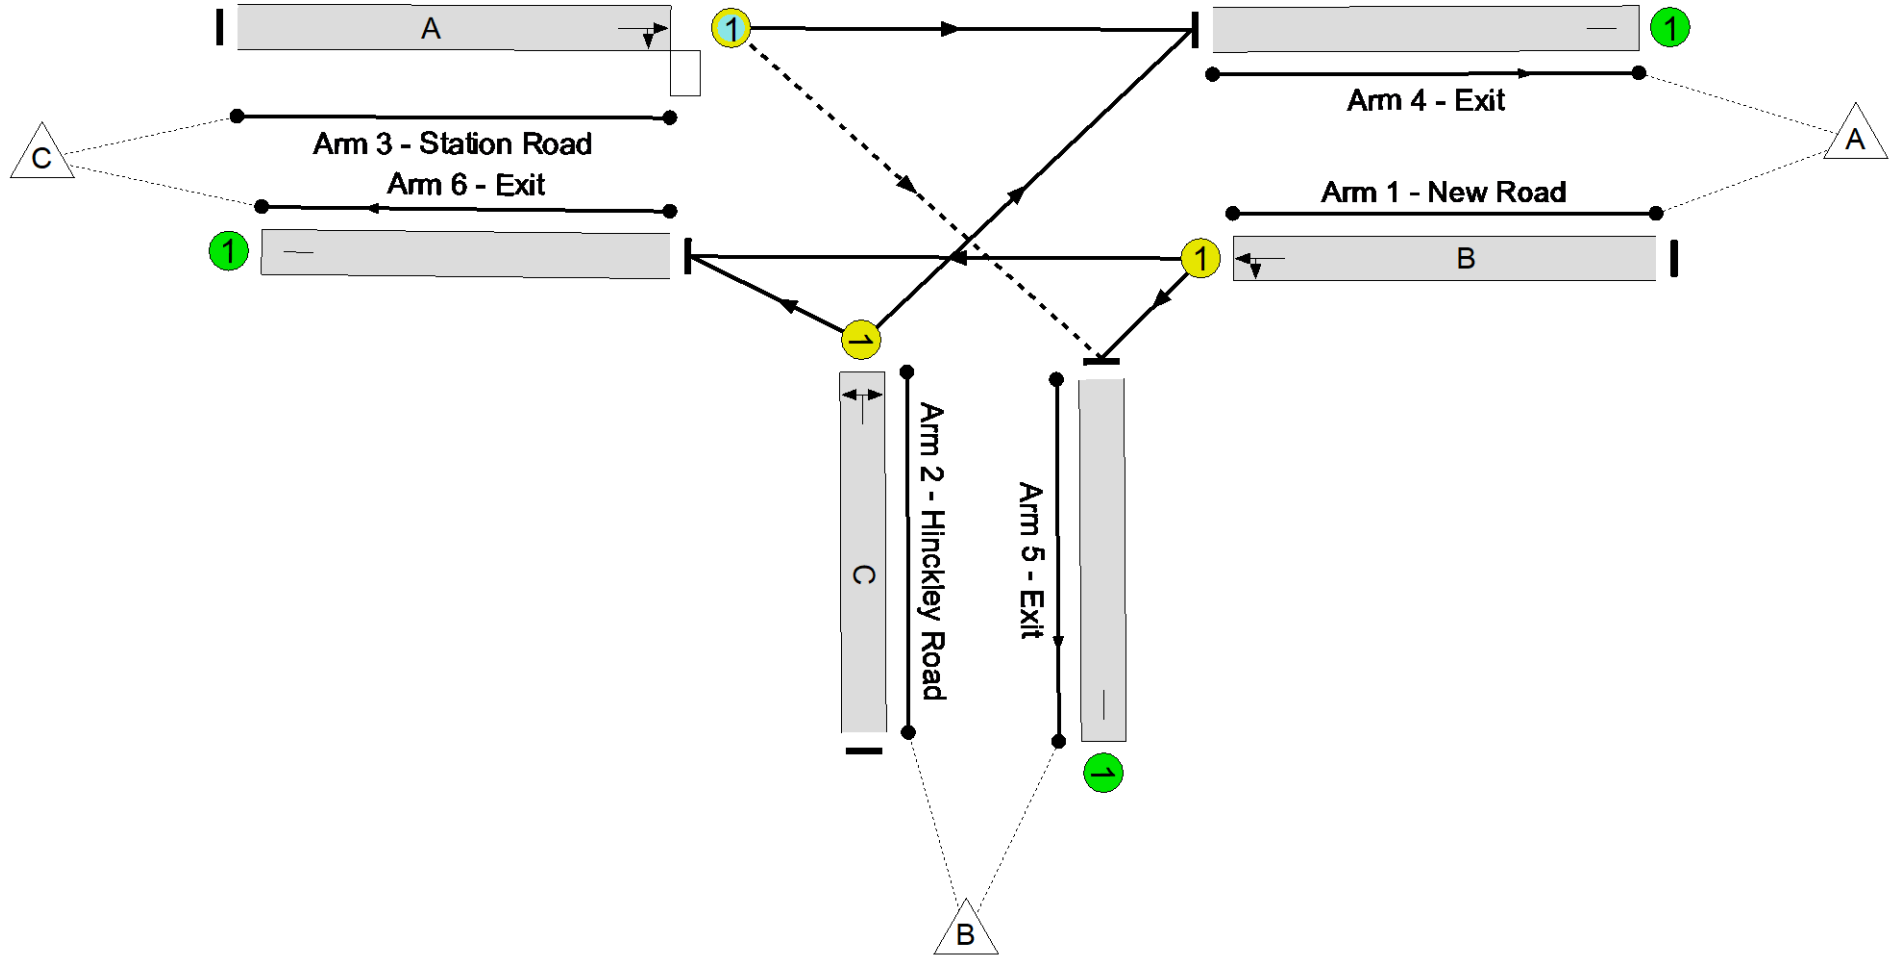 A
1
1
Arm 4 - Exit
Arm 3 - Station Road
C
A
Arm 6 - Exit
Arm 1 - New Road
1
1
B
1
Arm 2 - Hinckley Road
Arm 5 - Exit
C
1
B